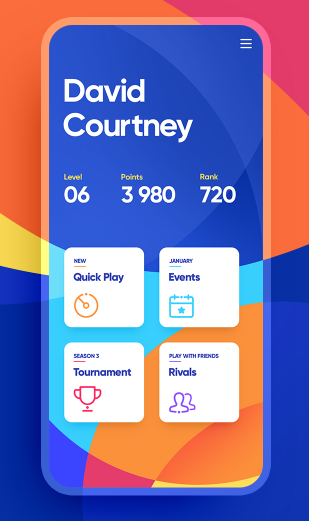 David
Courtney
Level Points Rank
06 3 980 720
NEW
Quick Play
JANUARY
Events
SEASON 3
Tournament
PLAY WITH FRIENDS
Rivals